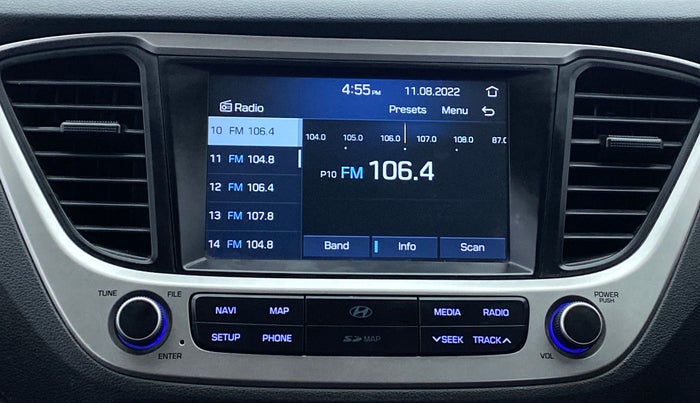 4:55 PM 11.08.2022
Radio Presets Menu
10 FM 106.4
11 FM 104.8
12 FM 106.4
13 FM 107.8
14 FM 104.8
104.0 105.0 106.0 107.0 108.0 87.0
P10 FM 106.4
Band Info Scan
TUNE FILE
ENTER
NAVI MAP
SETUP PHONE
SD MAP
MEDIA RADIO
SEEK TRACK
POWER
PUSH
VOL